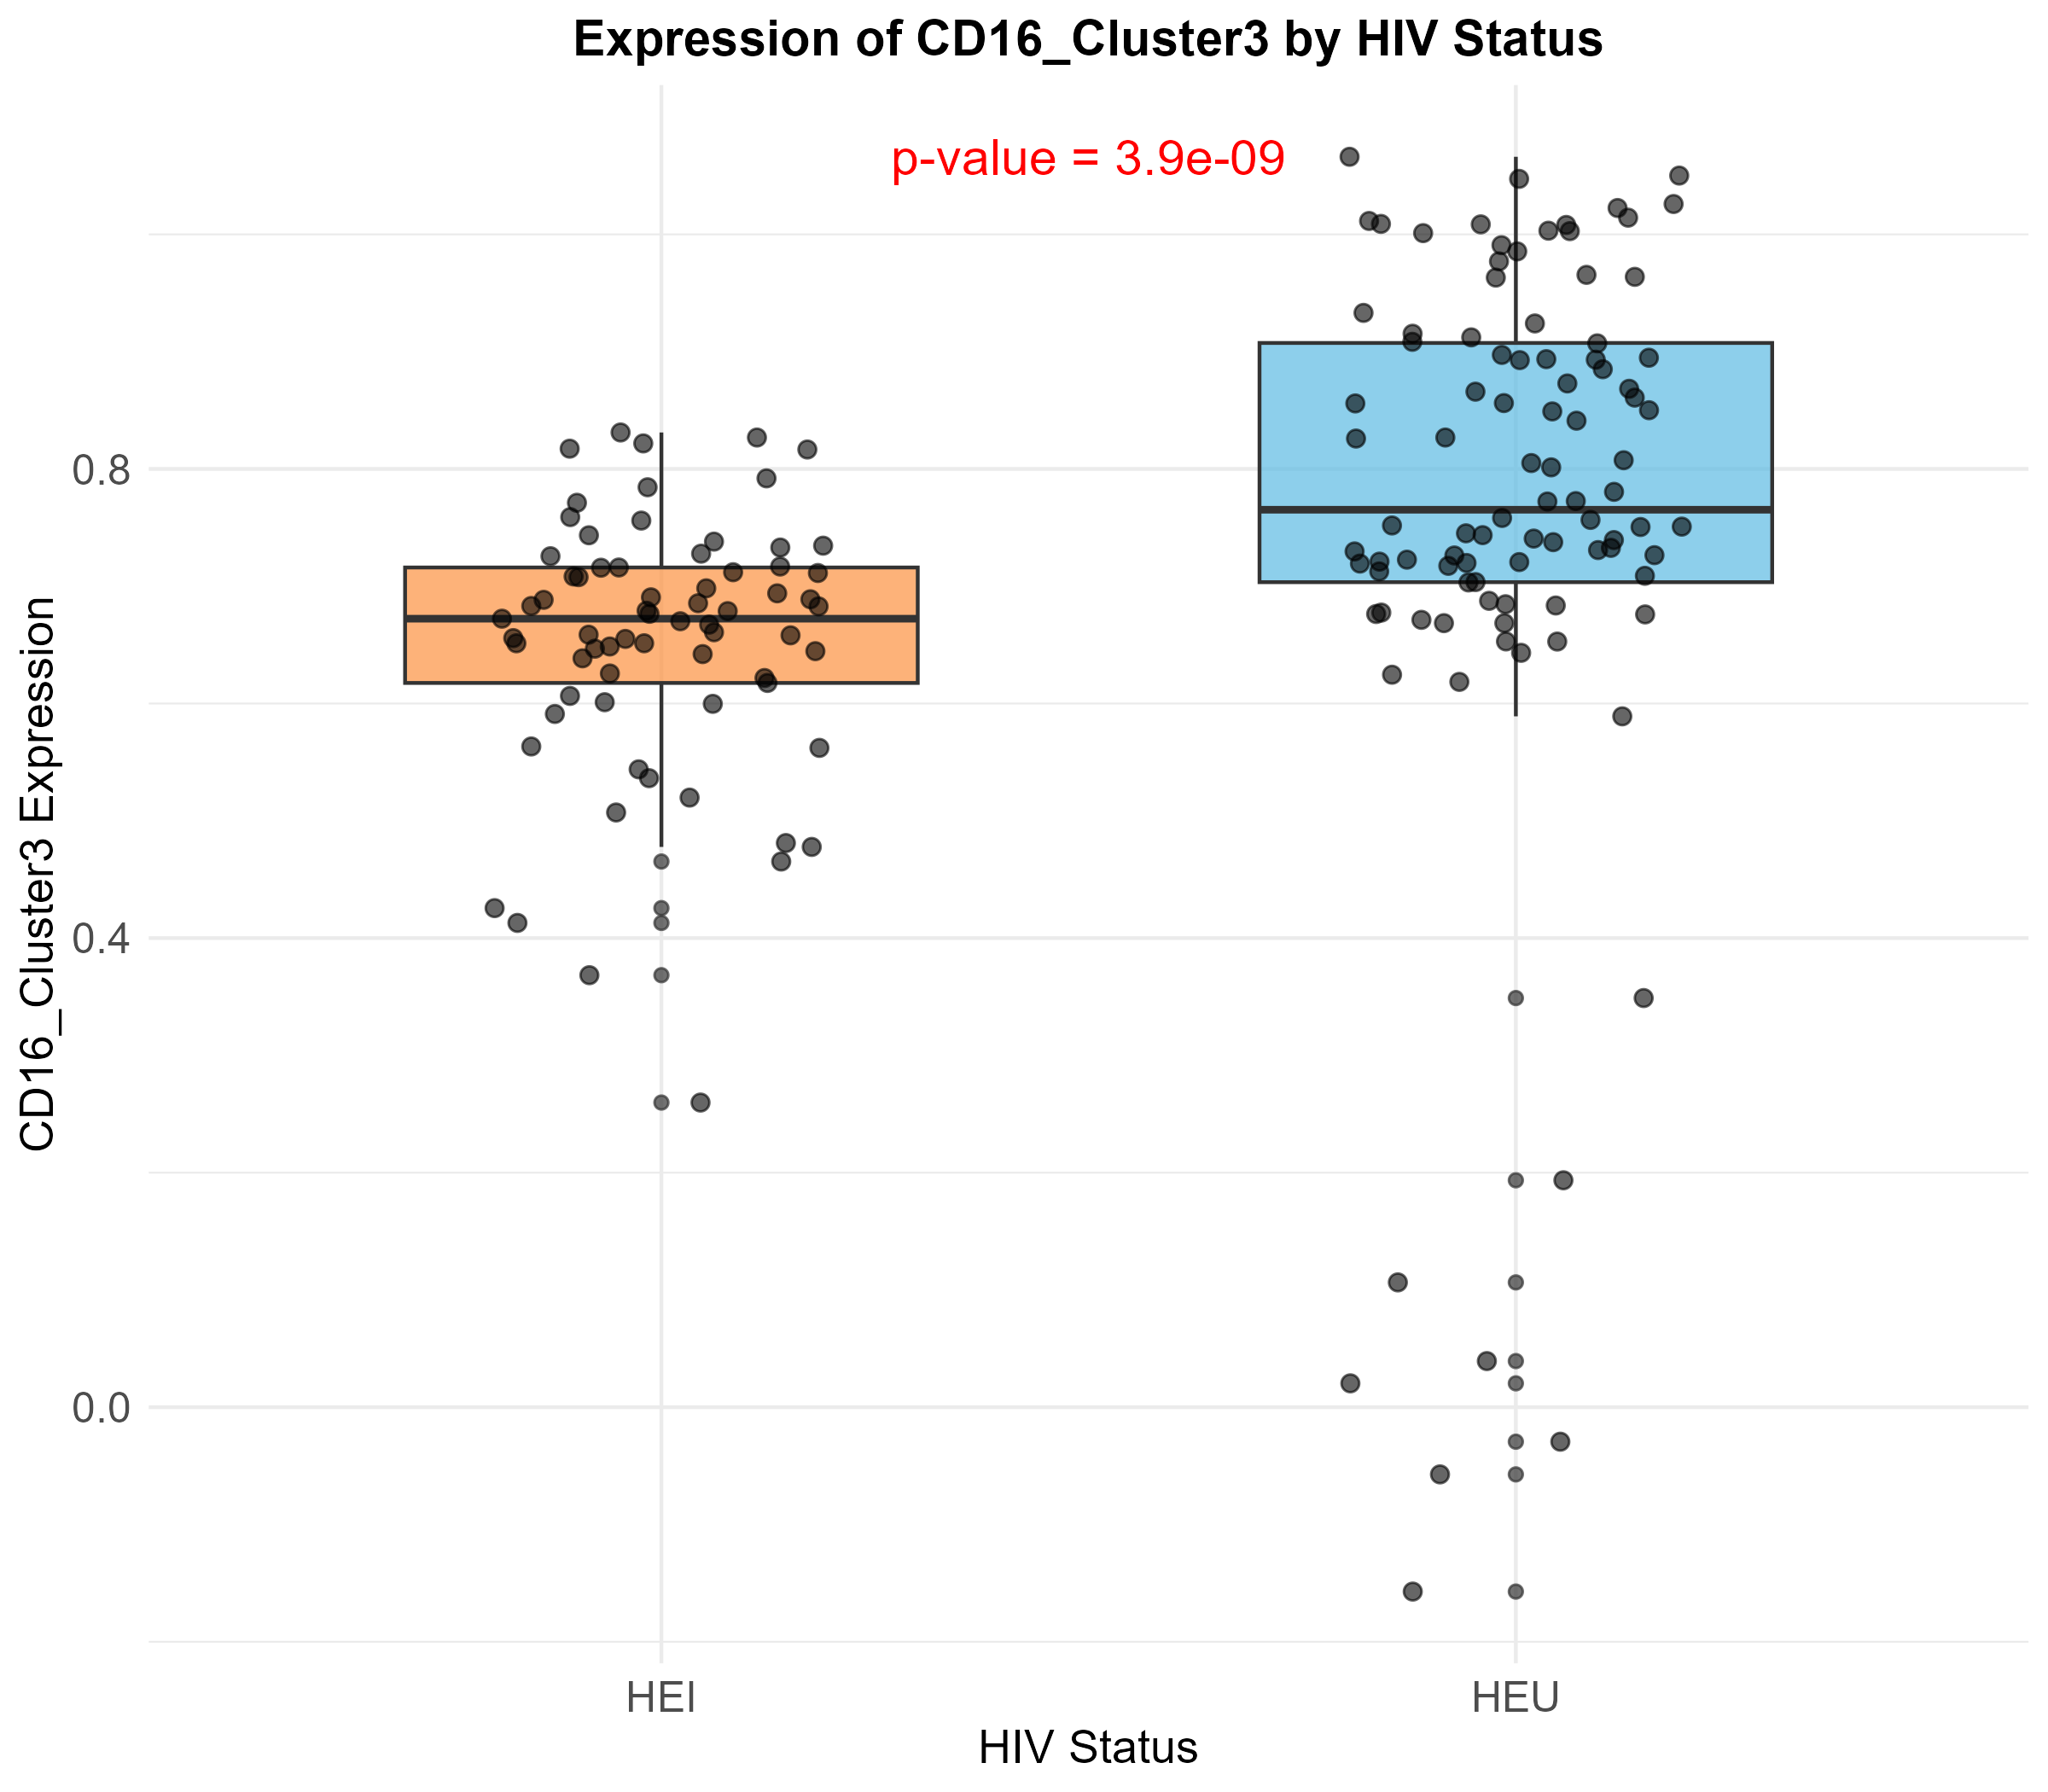 Expression of CD16_Cluster3 by HIV Status
p-value = 3.9e-09
CD16_Cluster3 Expression
0.8
0.4
0.0
HEI
HEU
HIV Status